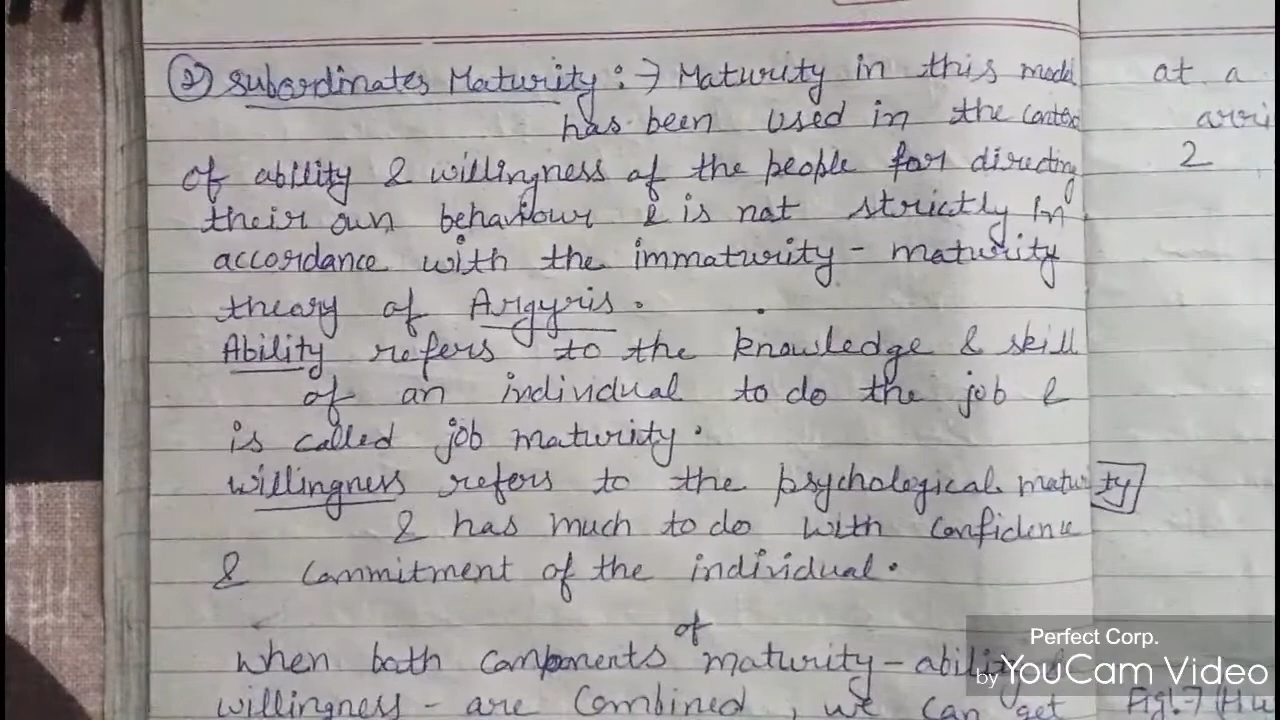 ② Subordinates Maturity :→ Maturity in this model
has been used in the context
of ability & willingness of the people for directing
their own behaviour & is not strictly in
accordance with the immaturity - maturity
theory of Argyris.
Ability refers to the knowledge & skill
of an individual to do the job &
is called job maturity.
willingness refers to the psychological maturity
& has much to do with confidence
& commitment of the individual.
of
when both components maturity - ability
willingness - are combined, we can get
at a
2
Perfect Corp.
by YouCam Video